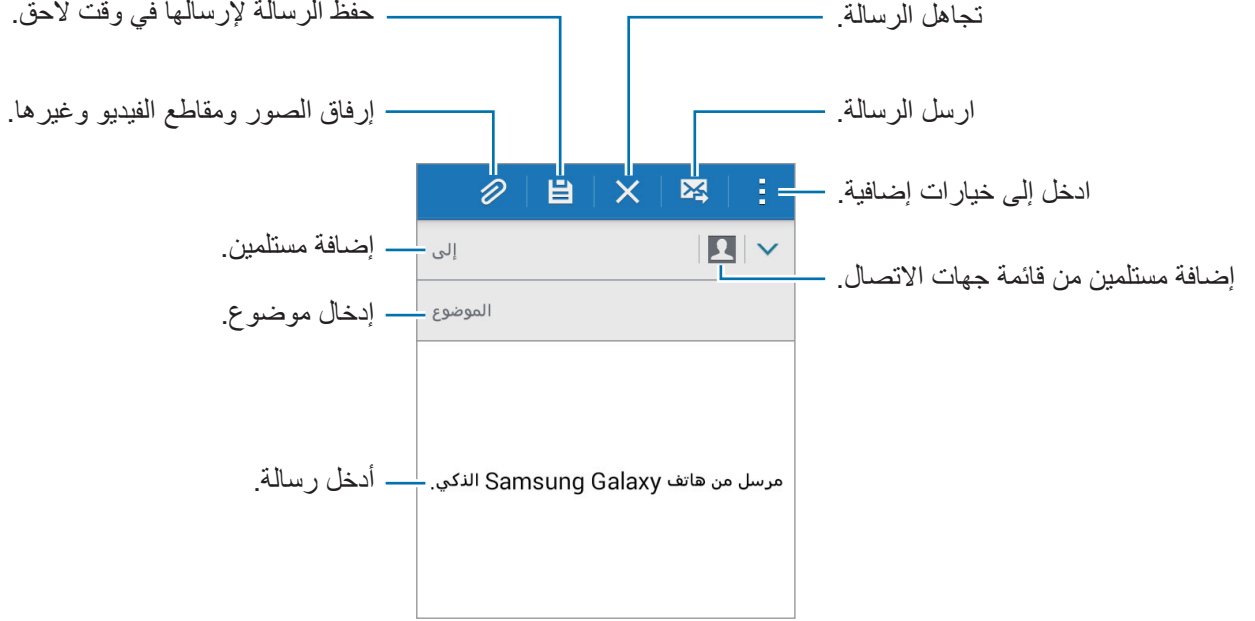 تجاهل الرسالة.
حفظ الرسالة لإرسالها في وقت لاحق.
ارسل الرسالة.
إرفاق الصور ومقاطع الفيديو وغيرها.
ادخل إلى خيارات إضافية.
إلى
إضافة مستلمين.
إضافة مستلمين من قائمة جهات الاتصال.
الموضوع
إدخال موضوع.
مرسل من هاتف Samsung Galaxy الذكي.
أدخل رسالة.